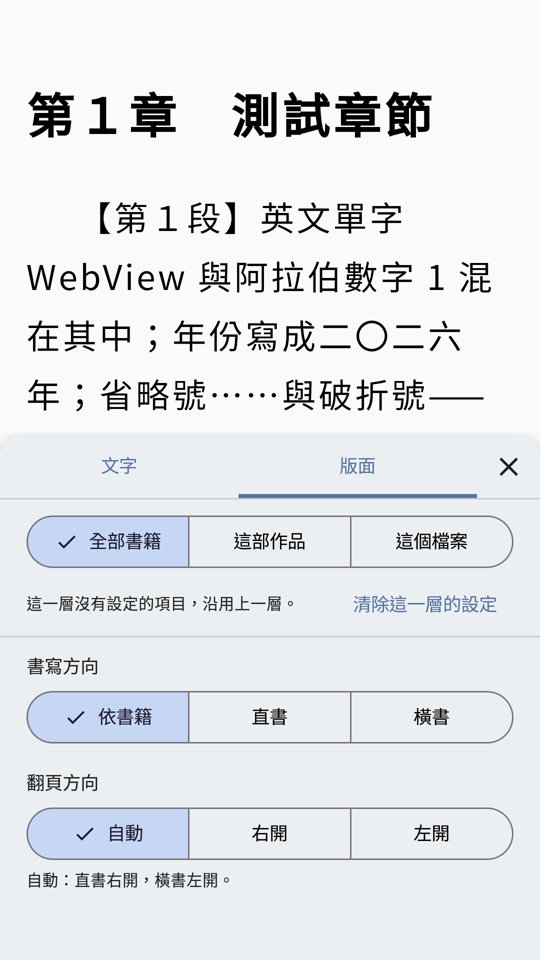 第１章　測試章節
【第１段】英文單字
WebView 與阿拉伯數字 1 混
在其中；年份寫成二〇二六
年；省略號⋯⋯與破折號——
文字
版面
全部書籍
這部作品
這個檔案
這一層沒有設定的項目，沿用上一層。
清除這一層的設定
書寫方向
依書籍
直書
橫書
翻頁方向
自動
右開
左開
自動：直書右開，橫書左開。